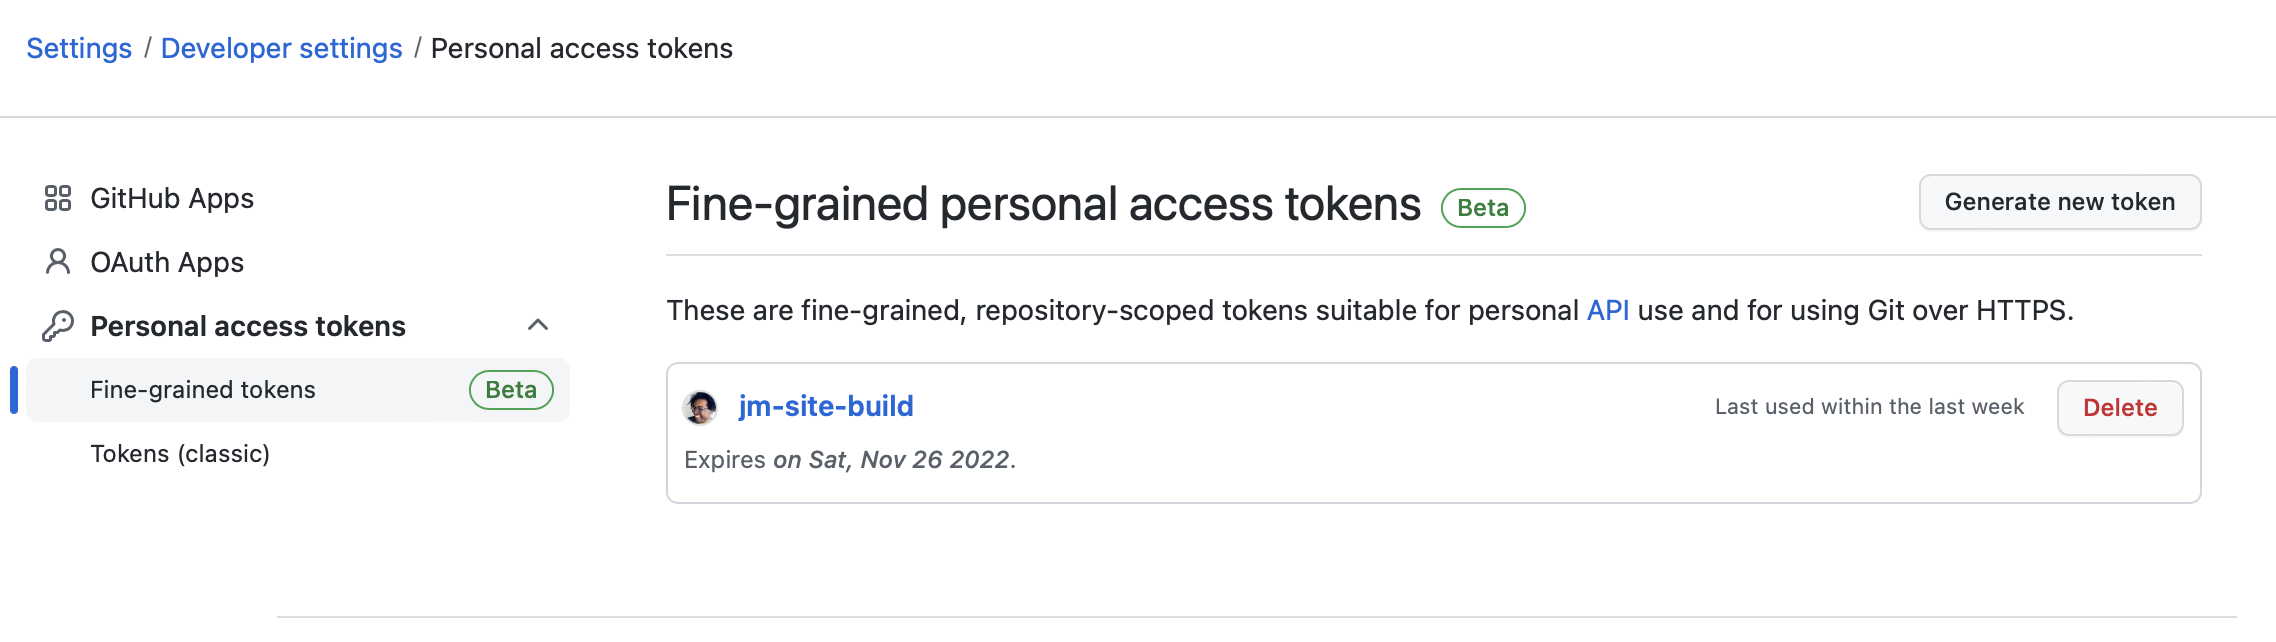 Settings / Developer settings / Personal access tokens
GitHub Apps
OAuth Apps
Personal access tokens
Fine-grained tokens Beta
Tokens (classic)
Fine-grained personal access tokens Beta
Generate new token
These are fine-grained, repository-scoped tokens suitable for personal API use and for using Git over HTTPS.
jm-site-build
Last used within the last week
Delete
Expires on Sat, Nov 26 2022.